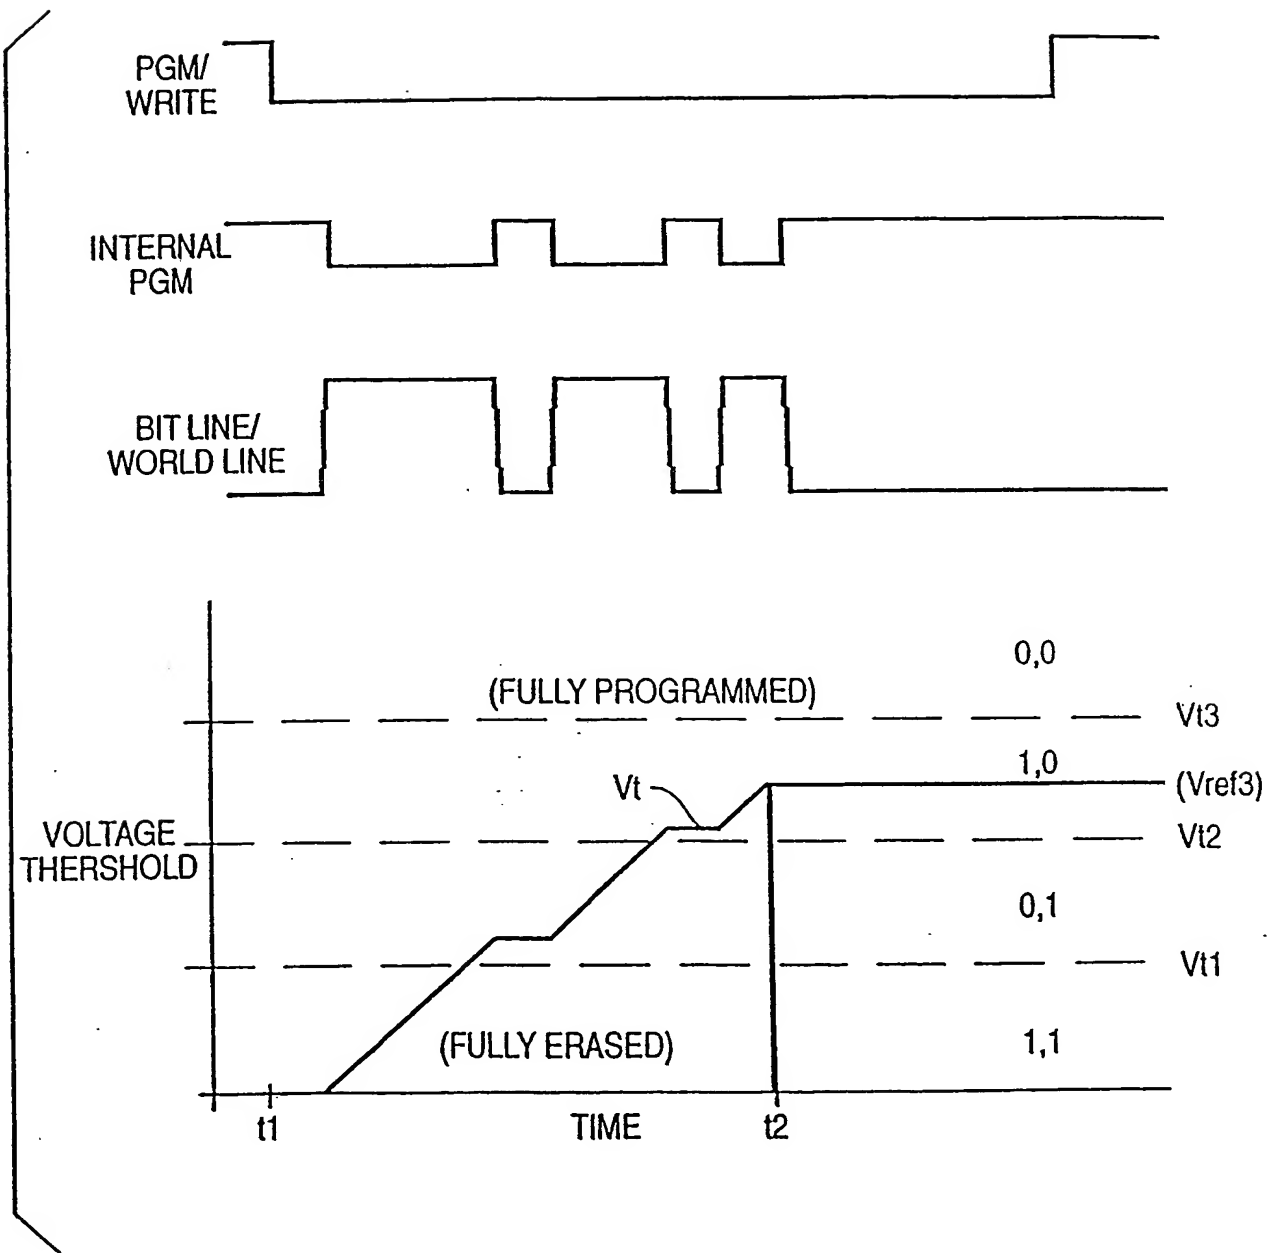 PGM/
WRITE
INTERNAL
PGM
BIT LINE/
WORLD LINE
0,0
(FULLY PROGRAMMED)
Vt3
1,0
(Vref3)
Vt
VOLTAGE
THERSHOLD
Vt2
0,1
Vt1
(FULLY ERASED)
1,1
t1
TIME
t2